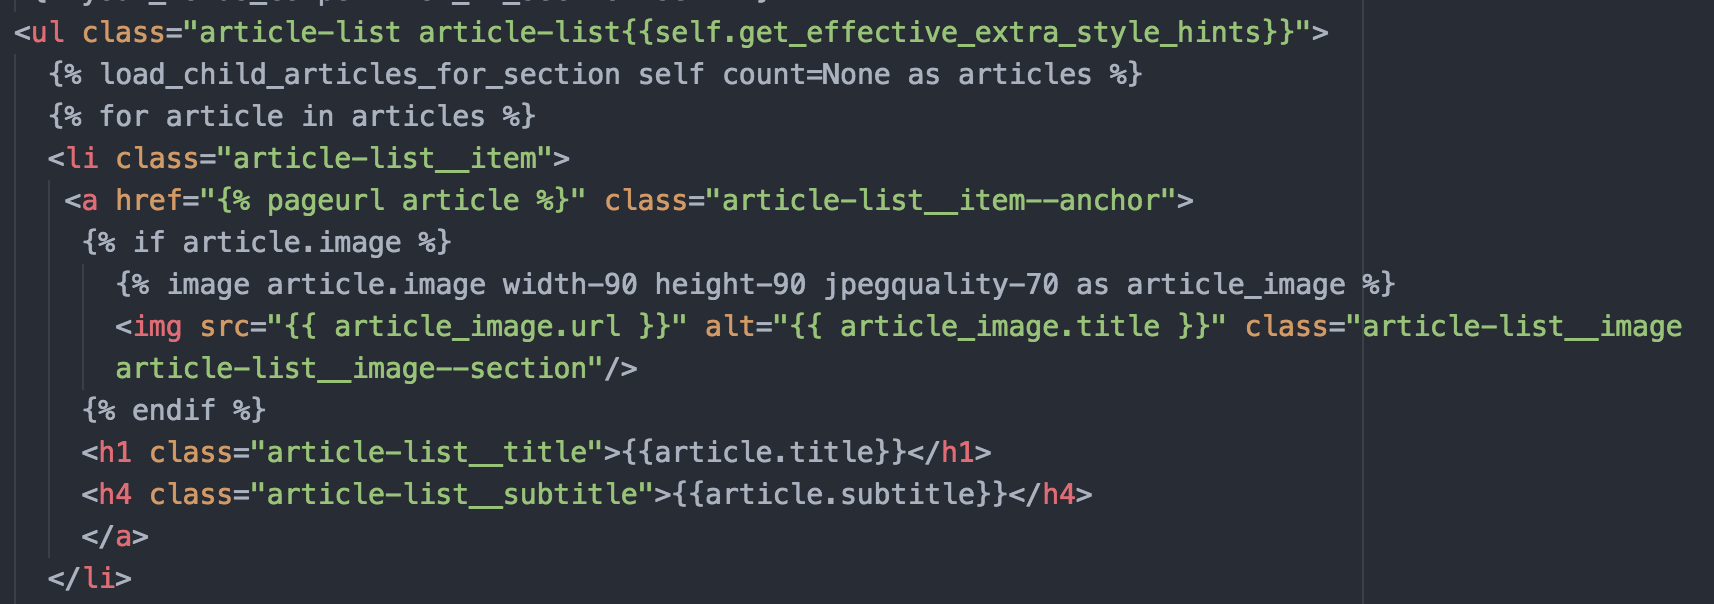 <ul class="article-list article-list{{self.get_effective_extra_style_hints}}">
{% load_child_articles_for_section self count=None as articles %}
{% for article in articles %}
<li class="article-list__item">
<a href="{% pageurl article %}" class="article-list__item--anchor">
{% if article.image %}
{% image article.image width-90 height-90 jpegquality-70 as article_image %}
<img src="{{ article_image.url }}" alt="{{ article_image.title }}" class="article-list__image
article-list__image--section"/>
{% endif %}
<h1 class="article-list__title">{{article.title}}</h1>
<h4 class="article-list__subtitle">{{article.subtitle}}</h4>
</a>
</li>